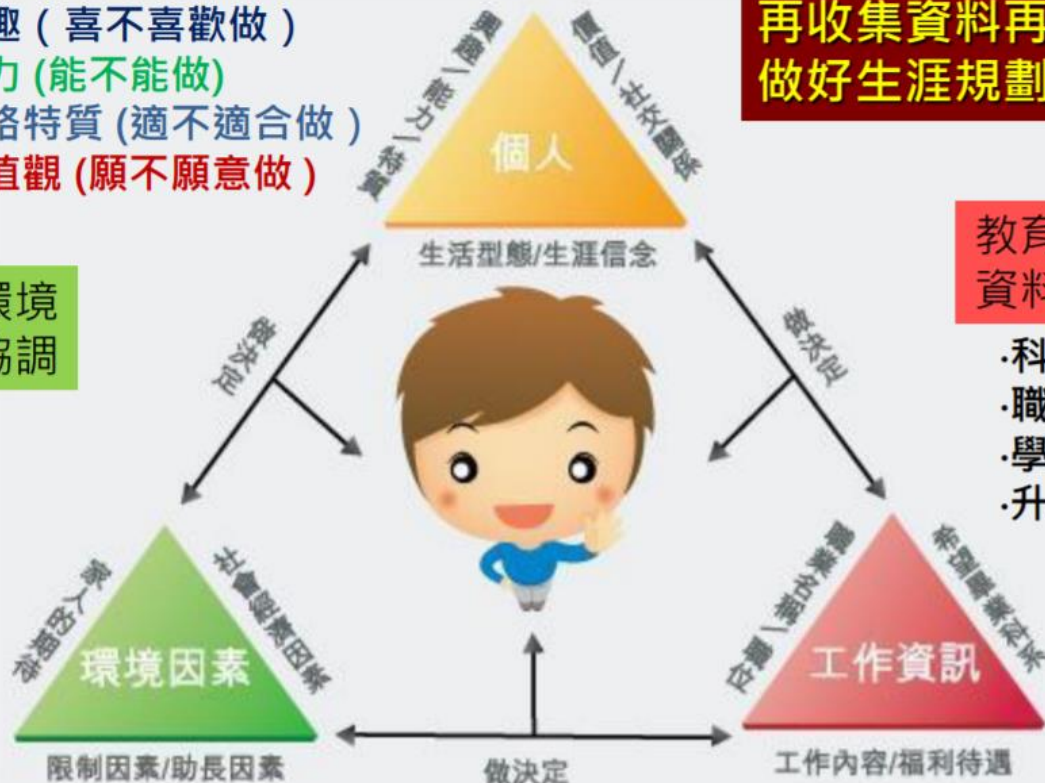 趣 ( 喜不喜歡做 )
力 (能不能做)
格特質 (適不適合做 )
值觀 (願不願意做 )
再收集資料再
做好生涯規劃
興趣/能力/特質
價值/社交關係
個人
生活型態/生涯信念
環境
協調
教育
資料
·科
·職
·學
·升
做決定
做決定
家人的期待
社會經濟因素
環境因素
限制因素/助長因素
做決定
職業名稱/職位
希望畢業科系
工作資訊
工作內容/福利待遇